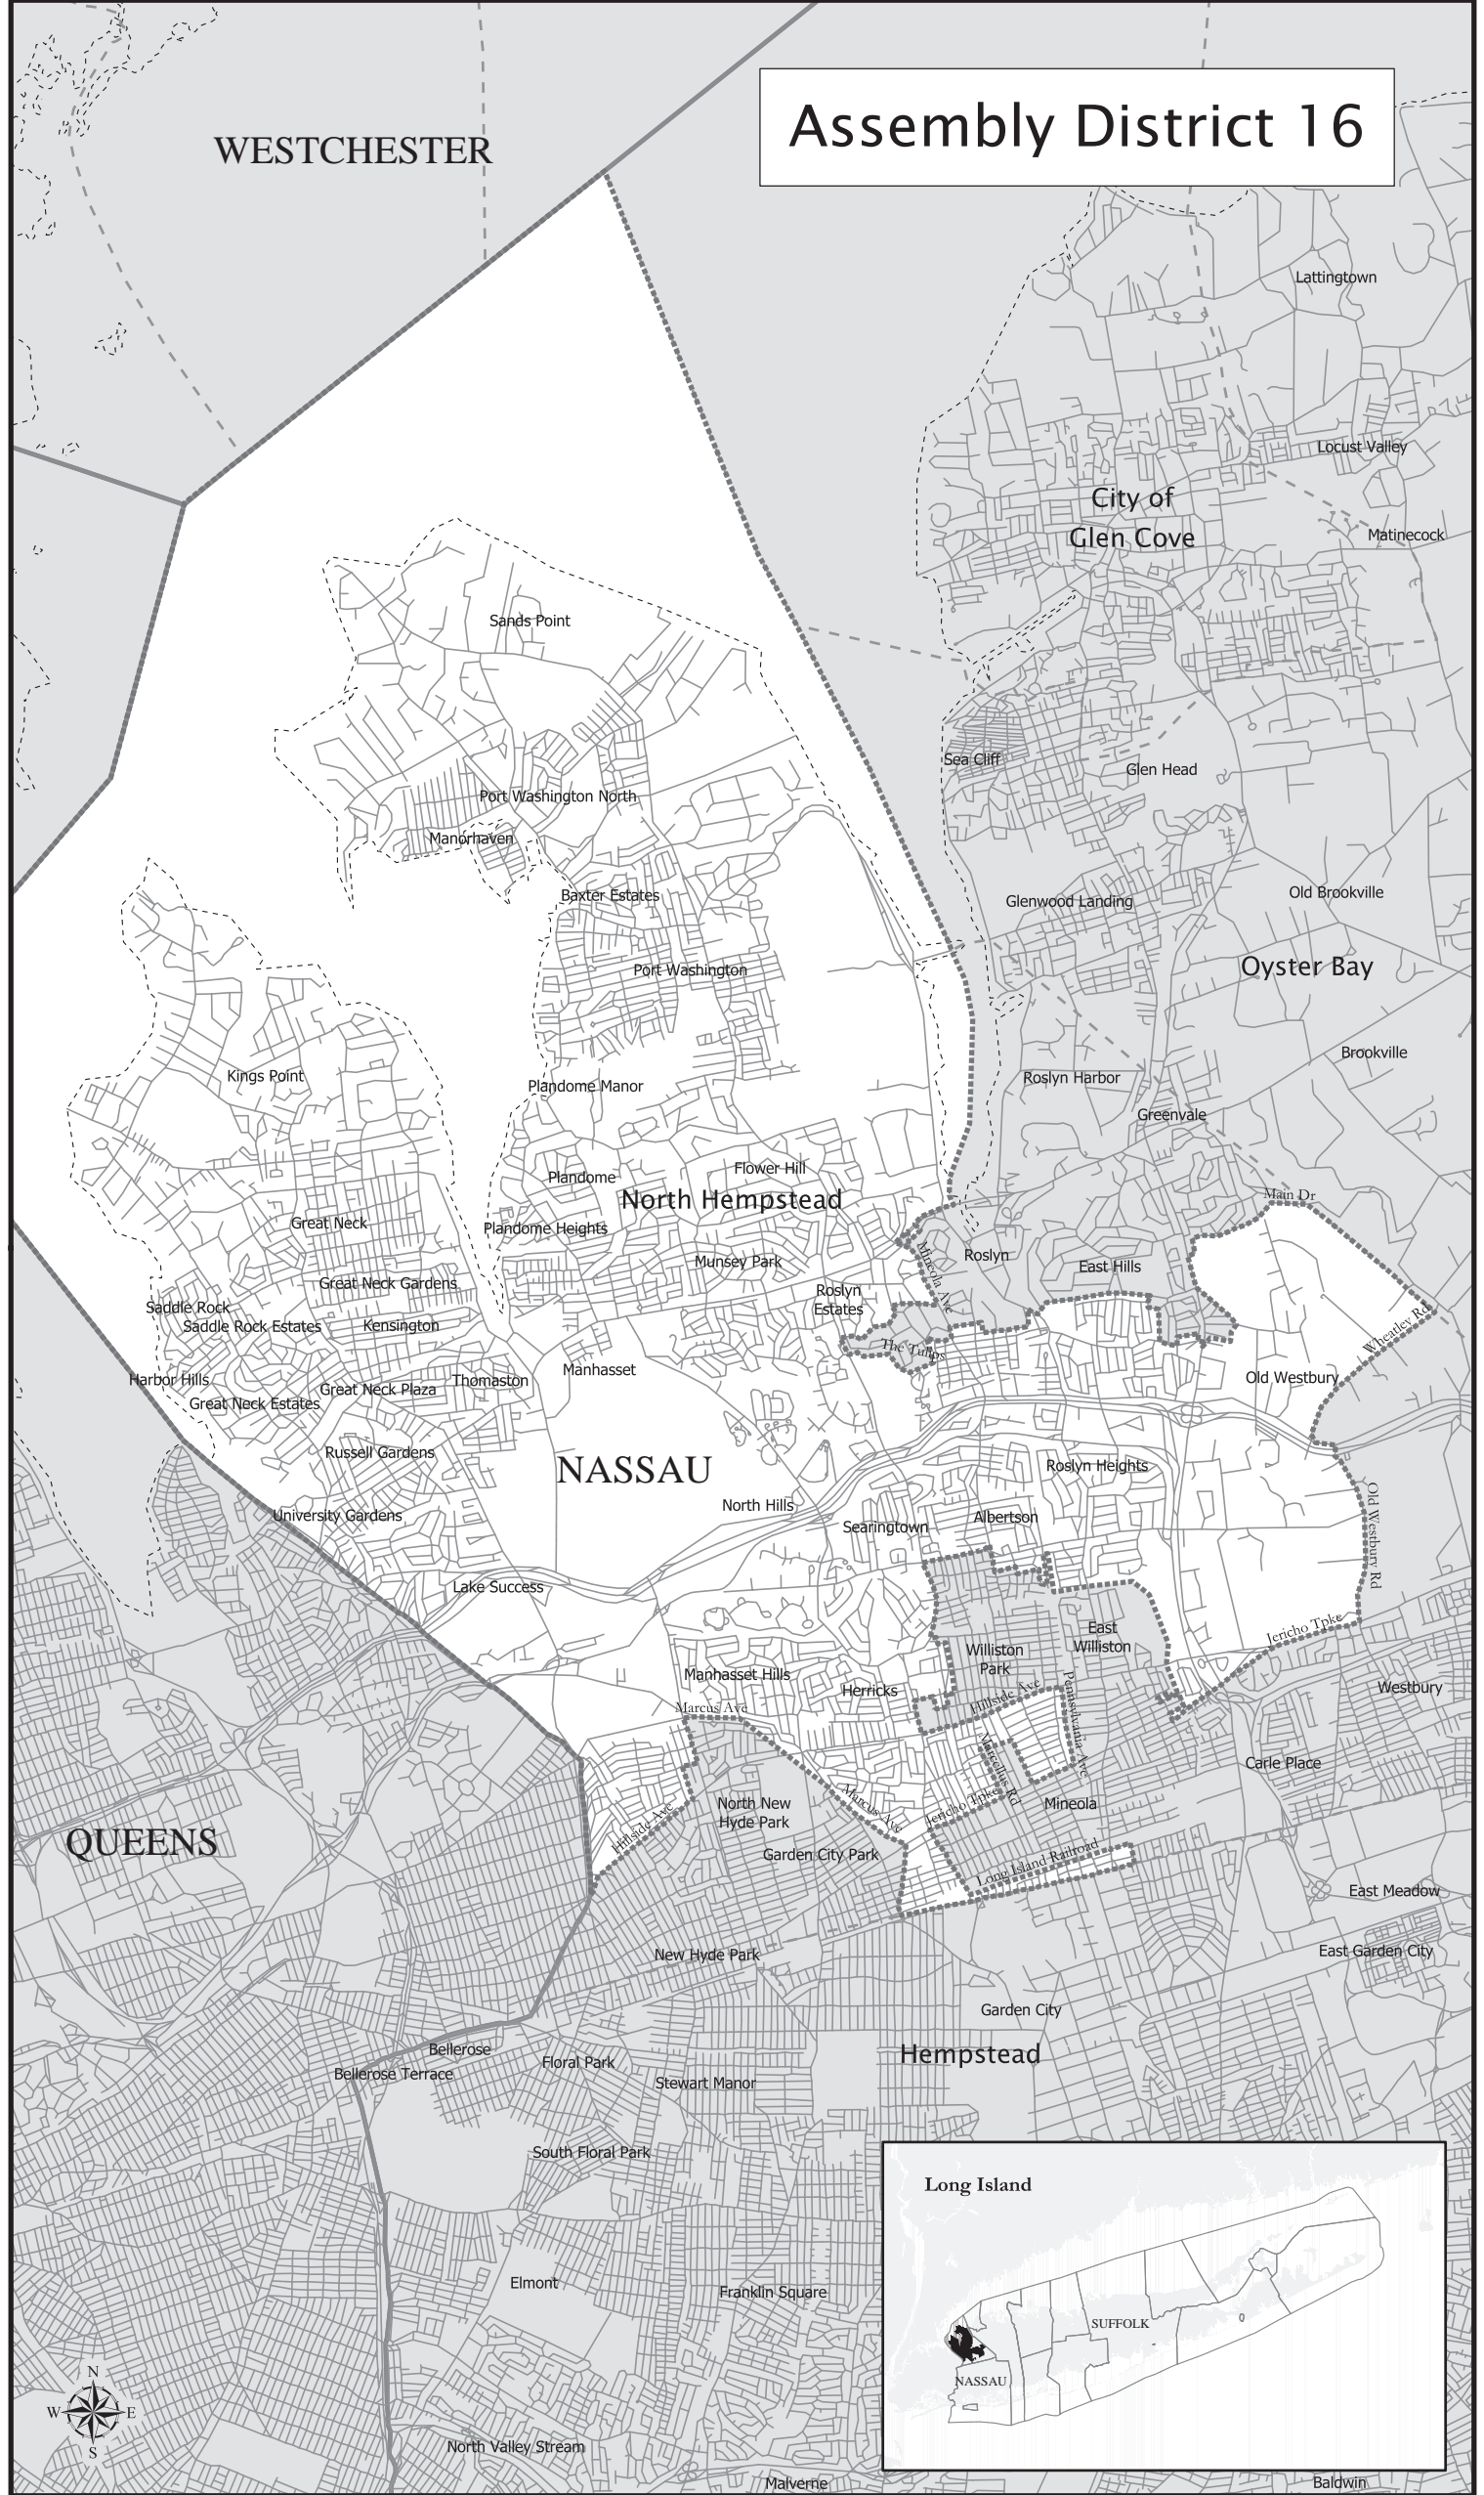 Assembly District 16
WESTCHESTER
Lattingtown
Locust Valley
City of
Glen Cove
Matinecock
Sands Point
Sea Cliff
Glen Head
Port Washington North
Manorhaven
Baxter Estates
Glenwood Landing
Old Brookville
Port Washington
Oyster Bay
Brookville
Kings Point
Plandome Manor
Roslyn Harbor
Greenvale
Flower Hill
Plandome
North Hempstead
Main Dr
Great Neck
Plandome Heights
Mineola Ave
Roslyn
Munsey Park
East Hills
Great Neck Gardens
Roslyn
Estates
Saddle Rock
Saddle Rock Estates
Kensington
Wheatley Rd
The Tulips
Manhasset
Harbor Hills
Thomaston
Old Westbury
Great Neck Plaza
Great Neck Estates
Russell Gardens
NASSAU
Roslyn Heights
North Hills
University Gardens
Searingtown
Albertson
Old Westbury Rd
Lake Success
Jericho Tpke
East
Williston
Williston
Park
Manhasset Hills
Herricks
Hillside Ave
Pennsylvania Ave
Westbury
Marcus Ave
Marcellus Rd
Carle Place
North New
Hyde Park
Marcus Ave
Jericho Tpke
Mineola
Hillside Ave
QUEENS
Garden City Park
Long Island Railroad
East Meadow
New Hyde Park
East Garden City
Garden City
Bellerose
Hempstead
Floral Park
Bellerose Terrace
Stewart Manor
South Floral Park
Long Island
Elmont
Franklin Square
SUFFOLK
NASSAU
N
W
E
S
North Valley Stream
Malverne
Baldwin